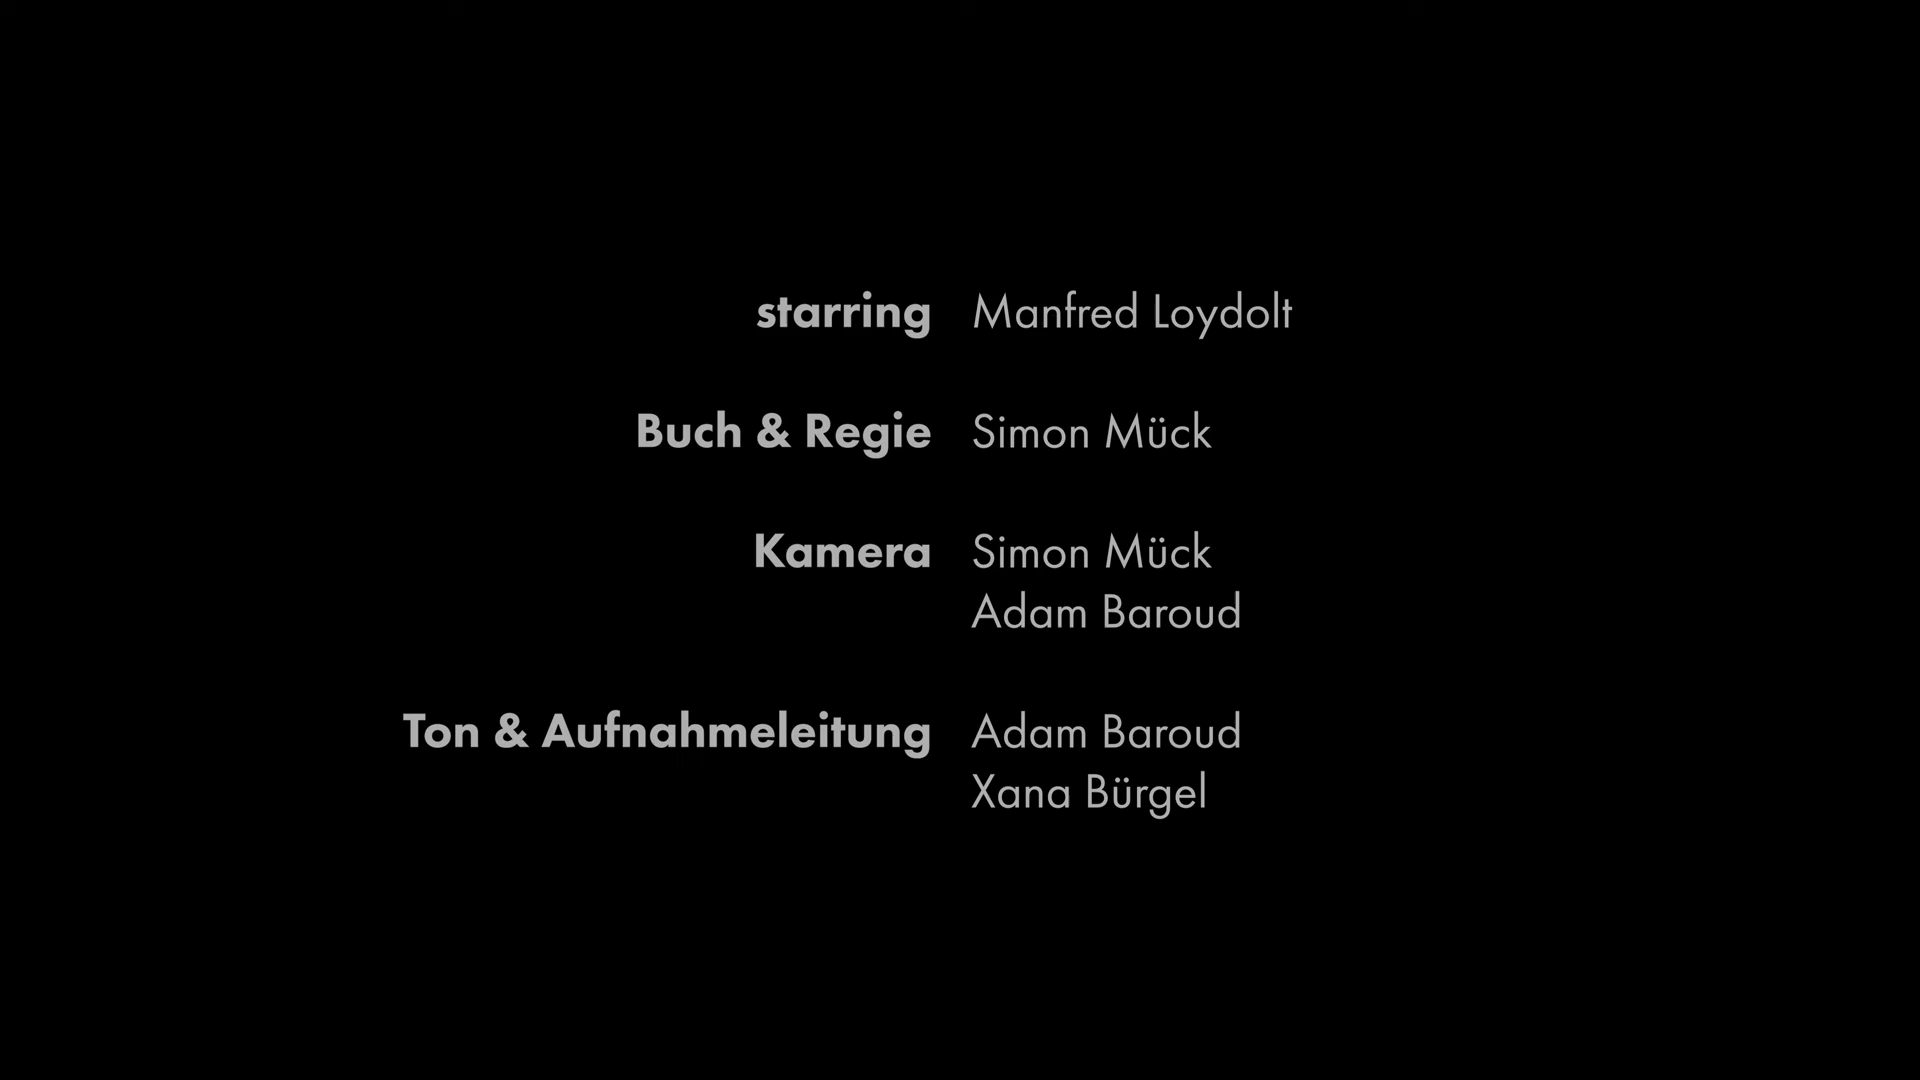 starring Manfred Loydolt
Buch & Regie Simon Mück
Kamera Simon Mück
Adam Baroud
Ton & Aufnahmeleitung Adam Baroud
Xana Bürgel